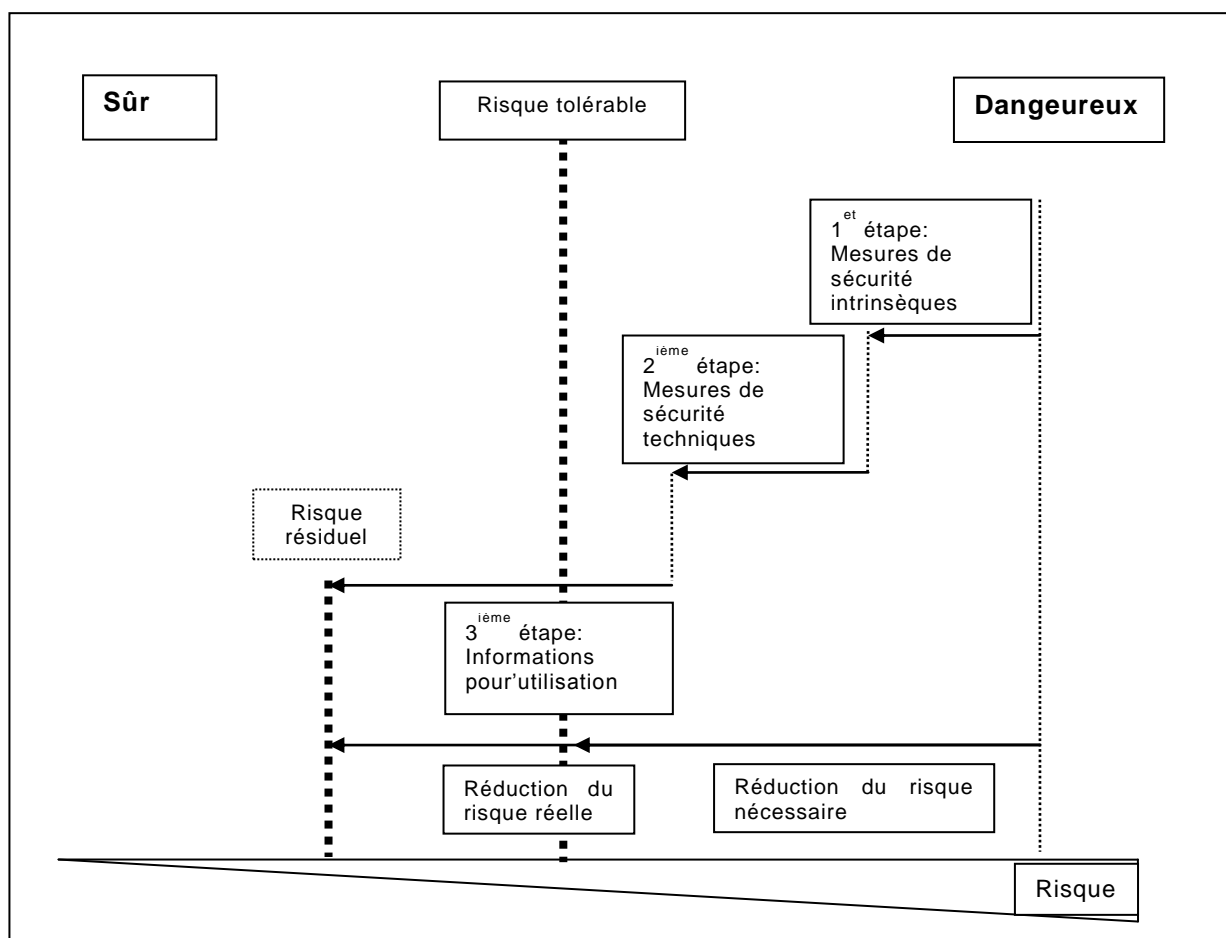 Sûr
Risque tolérable
Dangeureux
1et étape:
Mesures de
sécurité
intrinsèques
2ième étape:
Mesures de
sécurité
techniques
Risque
résiduel
3ième étape:
Informations
pour'utilisation
Réduction du
risque réelle
Réduction du risque
nécessaire
Risque